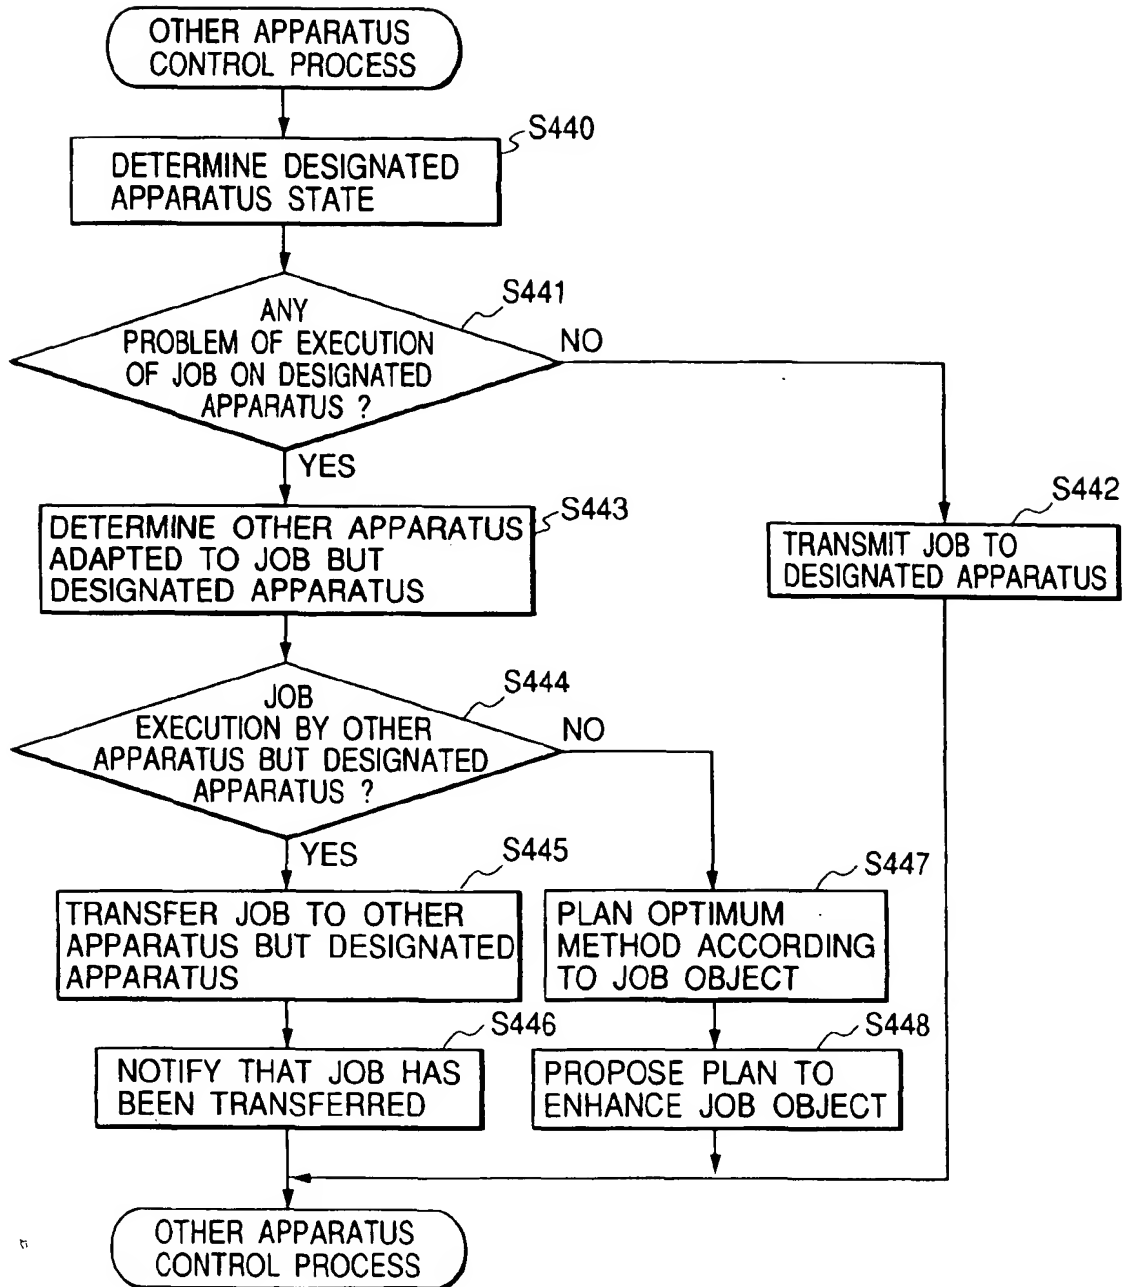 OTHER APPARATUS
CONTROL PROCESS
S440
DETERMINE DESIGNATED
APPARATUS STATE
S441
ANY
PROBLEM OF EXECUTION
OF JOB ON DESIGNATED
APPARATUS ?
NO
YES
S443
DETERMINE OTHER APPARATUS
ADAPTED TO JOB BUT
DESIGNATED APPARATUS
S442
TRANSMIT JOB TO
DESIGNATED APPARATUS
S444
JOB
EXECUTION BY OTHER
APPARATUS BUT DESIGNATED
APPARATUS ?
NO
YES
S445
TRANSFER JOB TO OTHER
APPARATUS BUT DESIGNATED
APPARATUS
S447
PLAN OPTIMUM
METHOD ACCORDING
TO JOB OBJECT
S446
NOTIFY THAT JOB HAS
BEEN TRANSFERRED
S448
PROPOSE PLAN TO
ENHANCE JOB OBJECT
OTHER APPARATUS
CONTROL PROCESS